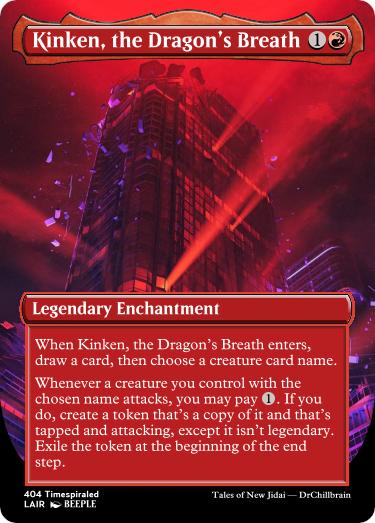 Kinken, the Dragon's Breath 1
Legendary Enchantment
When Kinken, the Dragon's Breath enters,
draw a card, then choose a creature card name.
Whenever a creature you control with the
chosen name attacks, you may pay 1. If you
do, create a token that's a copy of it and that's
tapped and attacking, except it isn't legendary.
Exile the token at the beginning of the end
step.
404 Timespiraled
LAIR BEEPLE
Tales of New Jidai — DrChillbrain